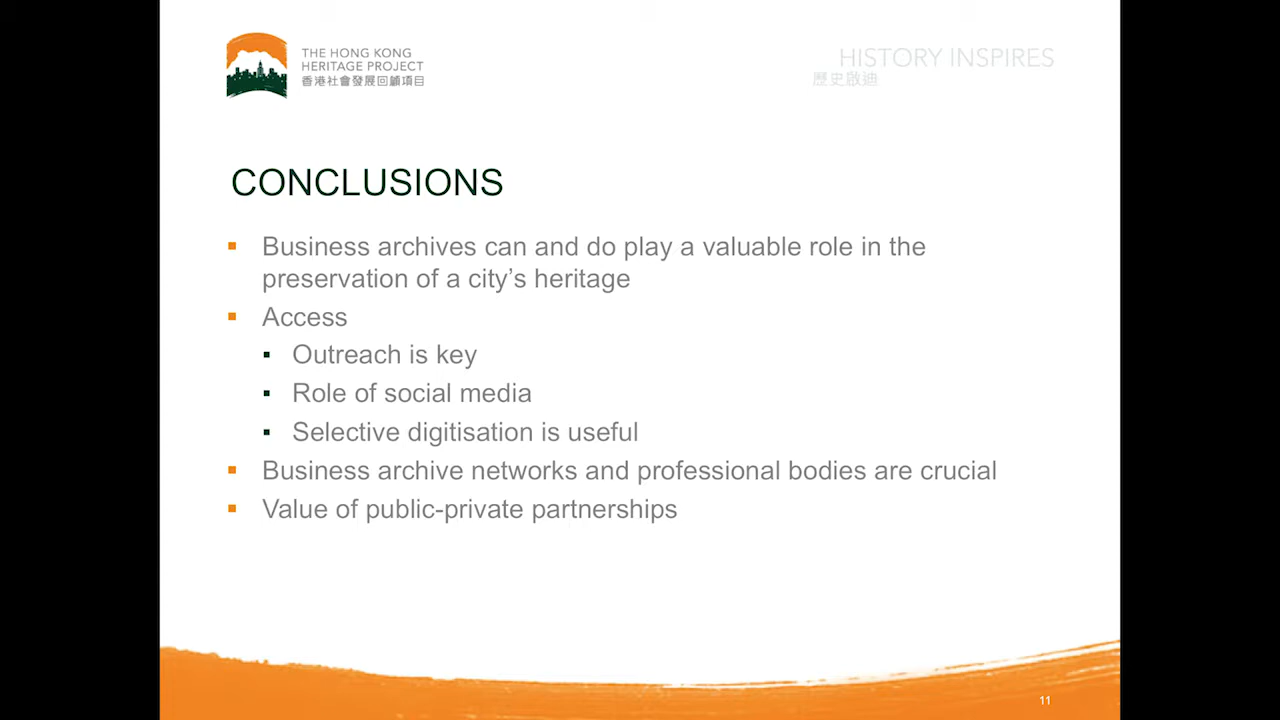 THE HONG KONG
HERITAGE PROJECT
香港社會發展回顧項目
HISTORY INSPIRES
歷史啟迪
CONCLUSIONS
Business archives can and do play a valuable role in the
preservation of a city’s heritage
Access
Outreach is key
Role of social media
Selective digitisation is useful
Business archive networks and professional bodies are crucial
Value of public-private partnerships
11